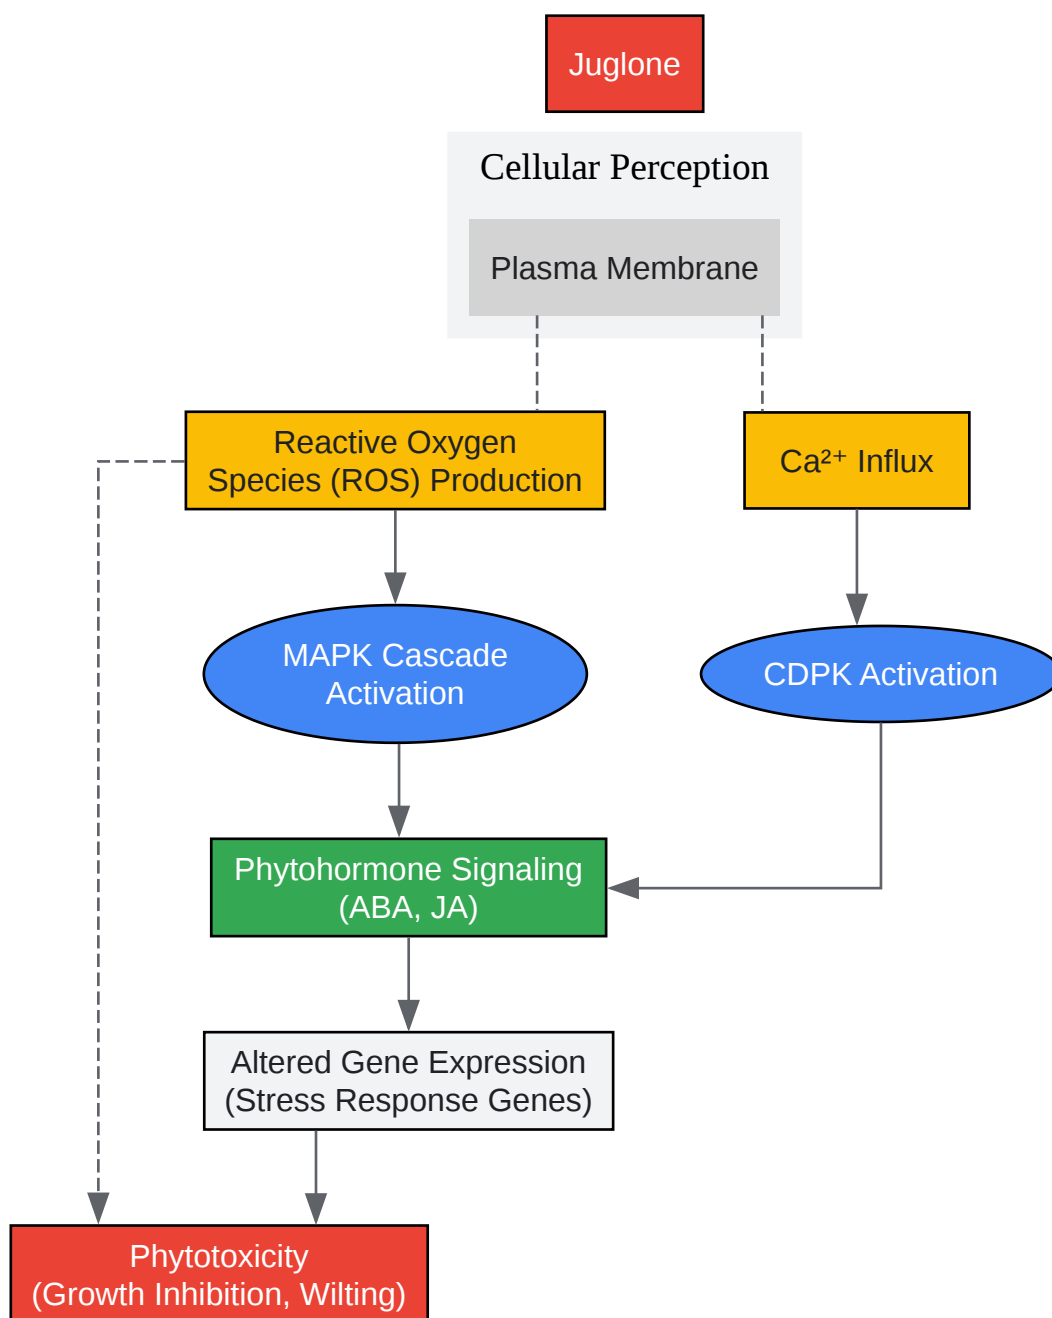 Juglone
Cellular Perception
Plasma Membrane
Reactive Oxygen
Species (ROS) Production
Ca²⁺ Influx
MAPK Cascade
Activation
CDPK Activation
Phytohormone Signaling
(ABA, JA)
Altered Gene Expression
(Stress Response Genes)
Phytotoxicity
(Growth Inhibition, Wilting)